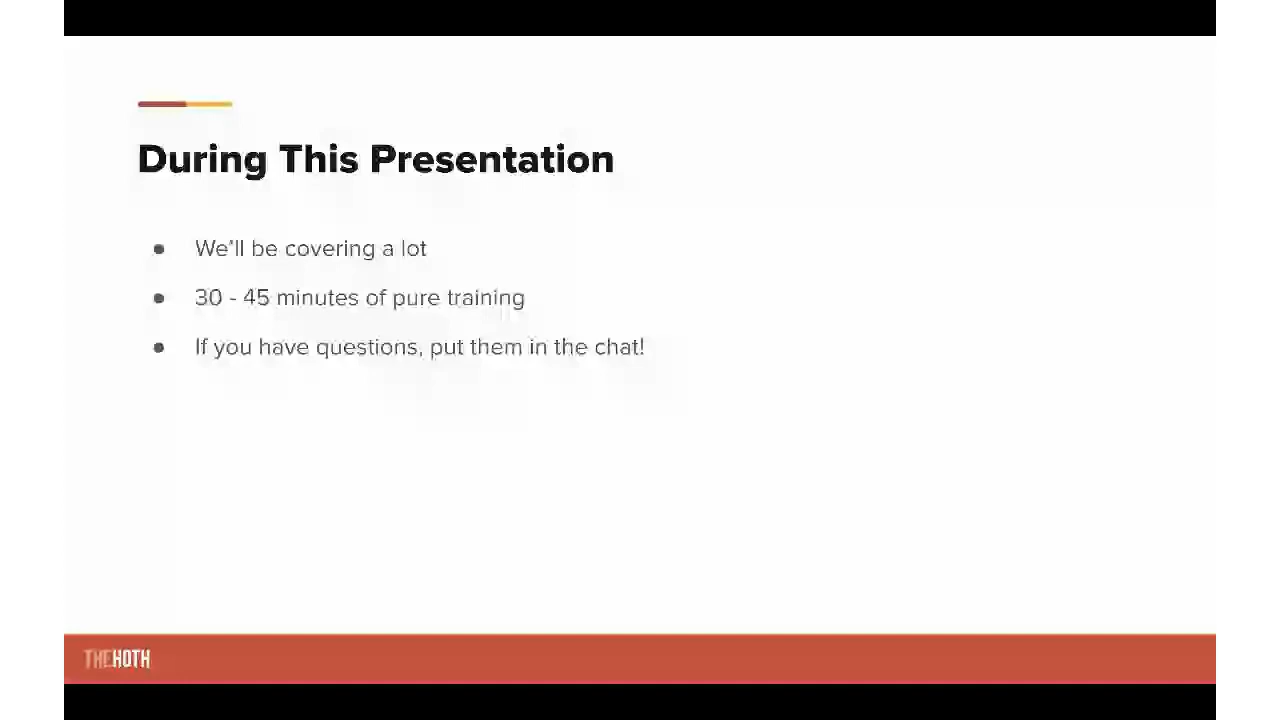 During This Presentation
● We'll be covering a lot
● 30 - 45 minutes of pure training
● If you have questions, put them in the chat!
THEHOTH